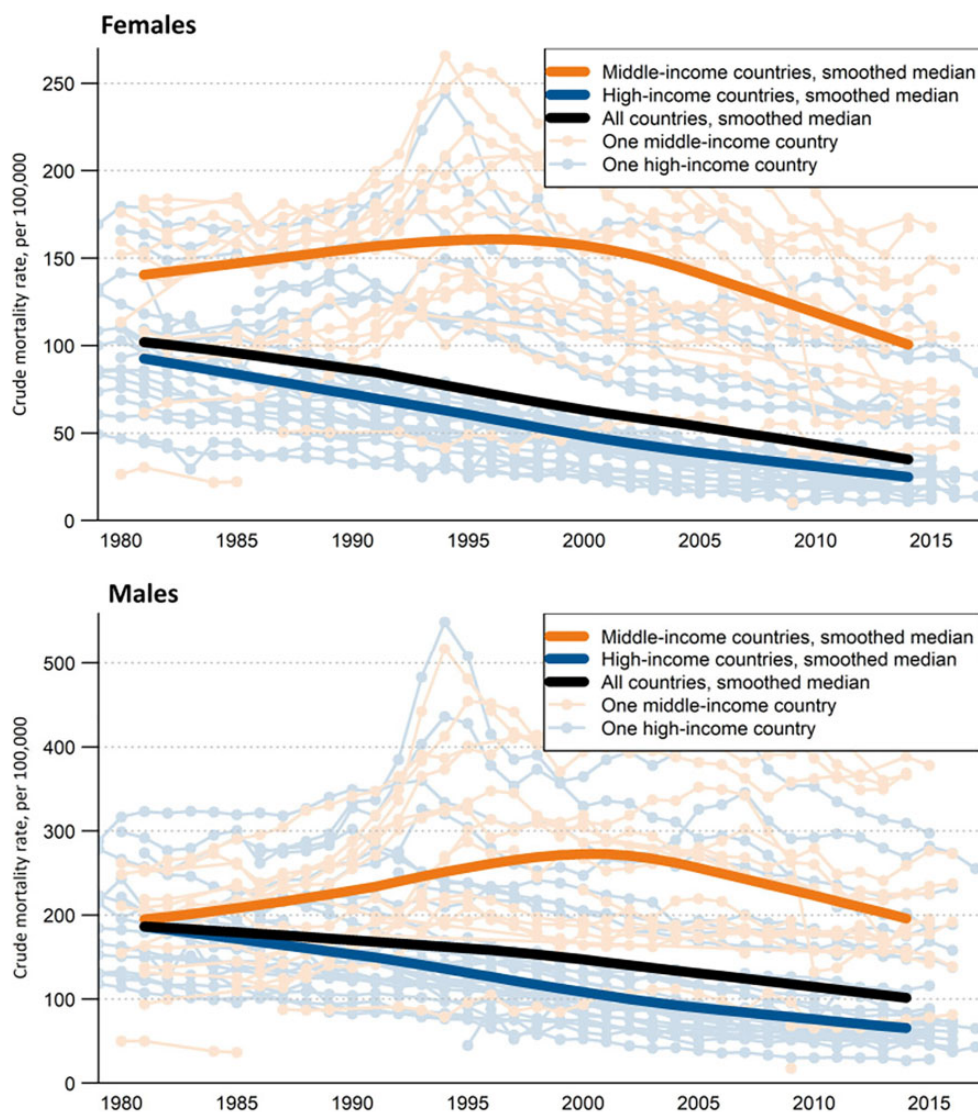 Females
Crude mortality rate, per 100,000
250
200
150
100
50
0
Middle-income countries, smoothed median
High-income countries, smoothed median
All countries, smoothed median
One middle-income country
One high-income country
1980 1985 1990 1995 2000 2005 2010 2015
Males
Crude mortality rate, per 100,000
500
400
300
200
100
0
Middle-income countries, smoothed median
High-income countries, smoothed median
All countries, smoothed median
One middle-income country
One high-income country
1980 1985 1990 1995 2000 2005 2010 2015